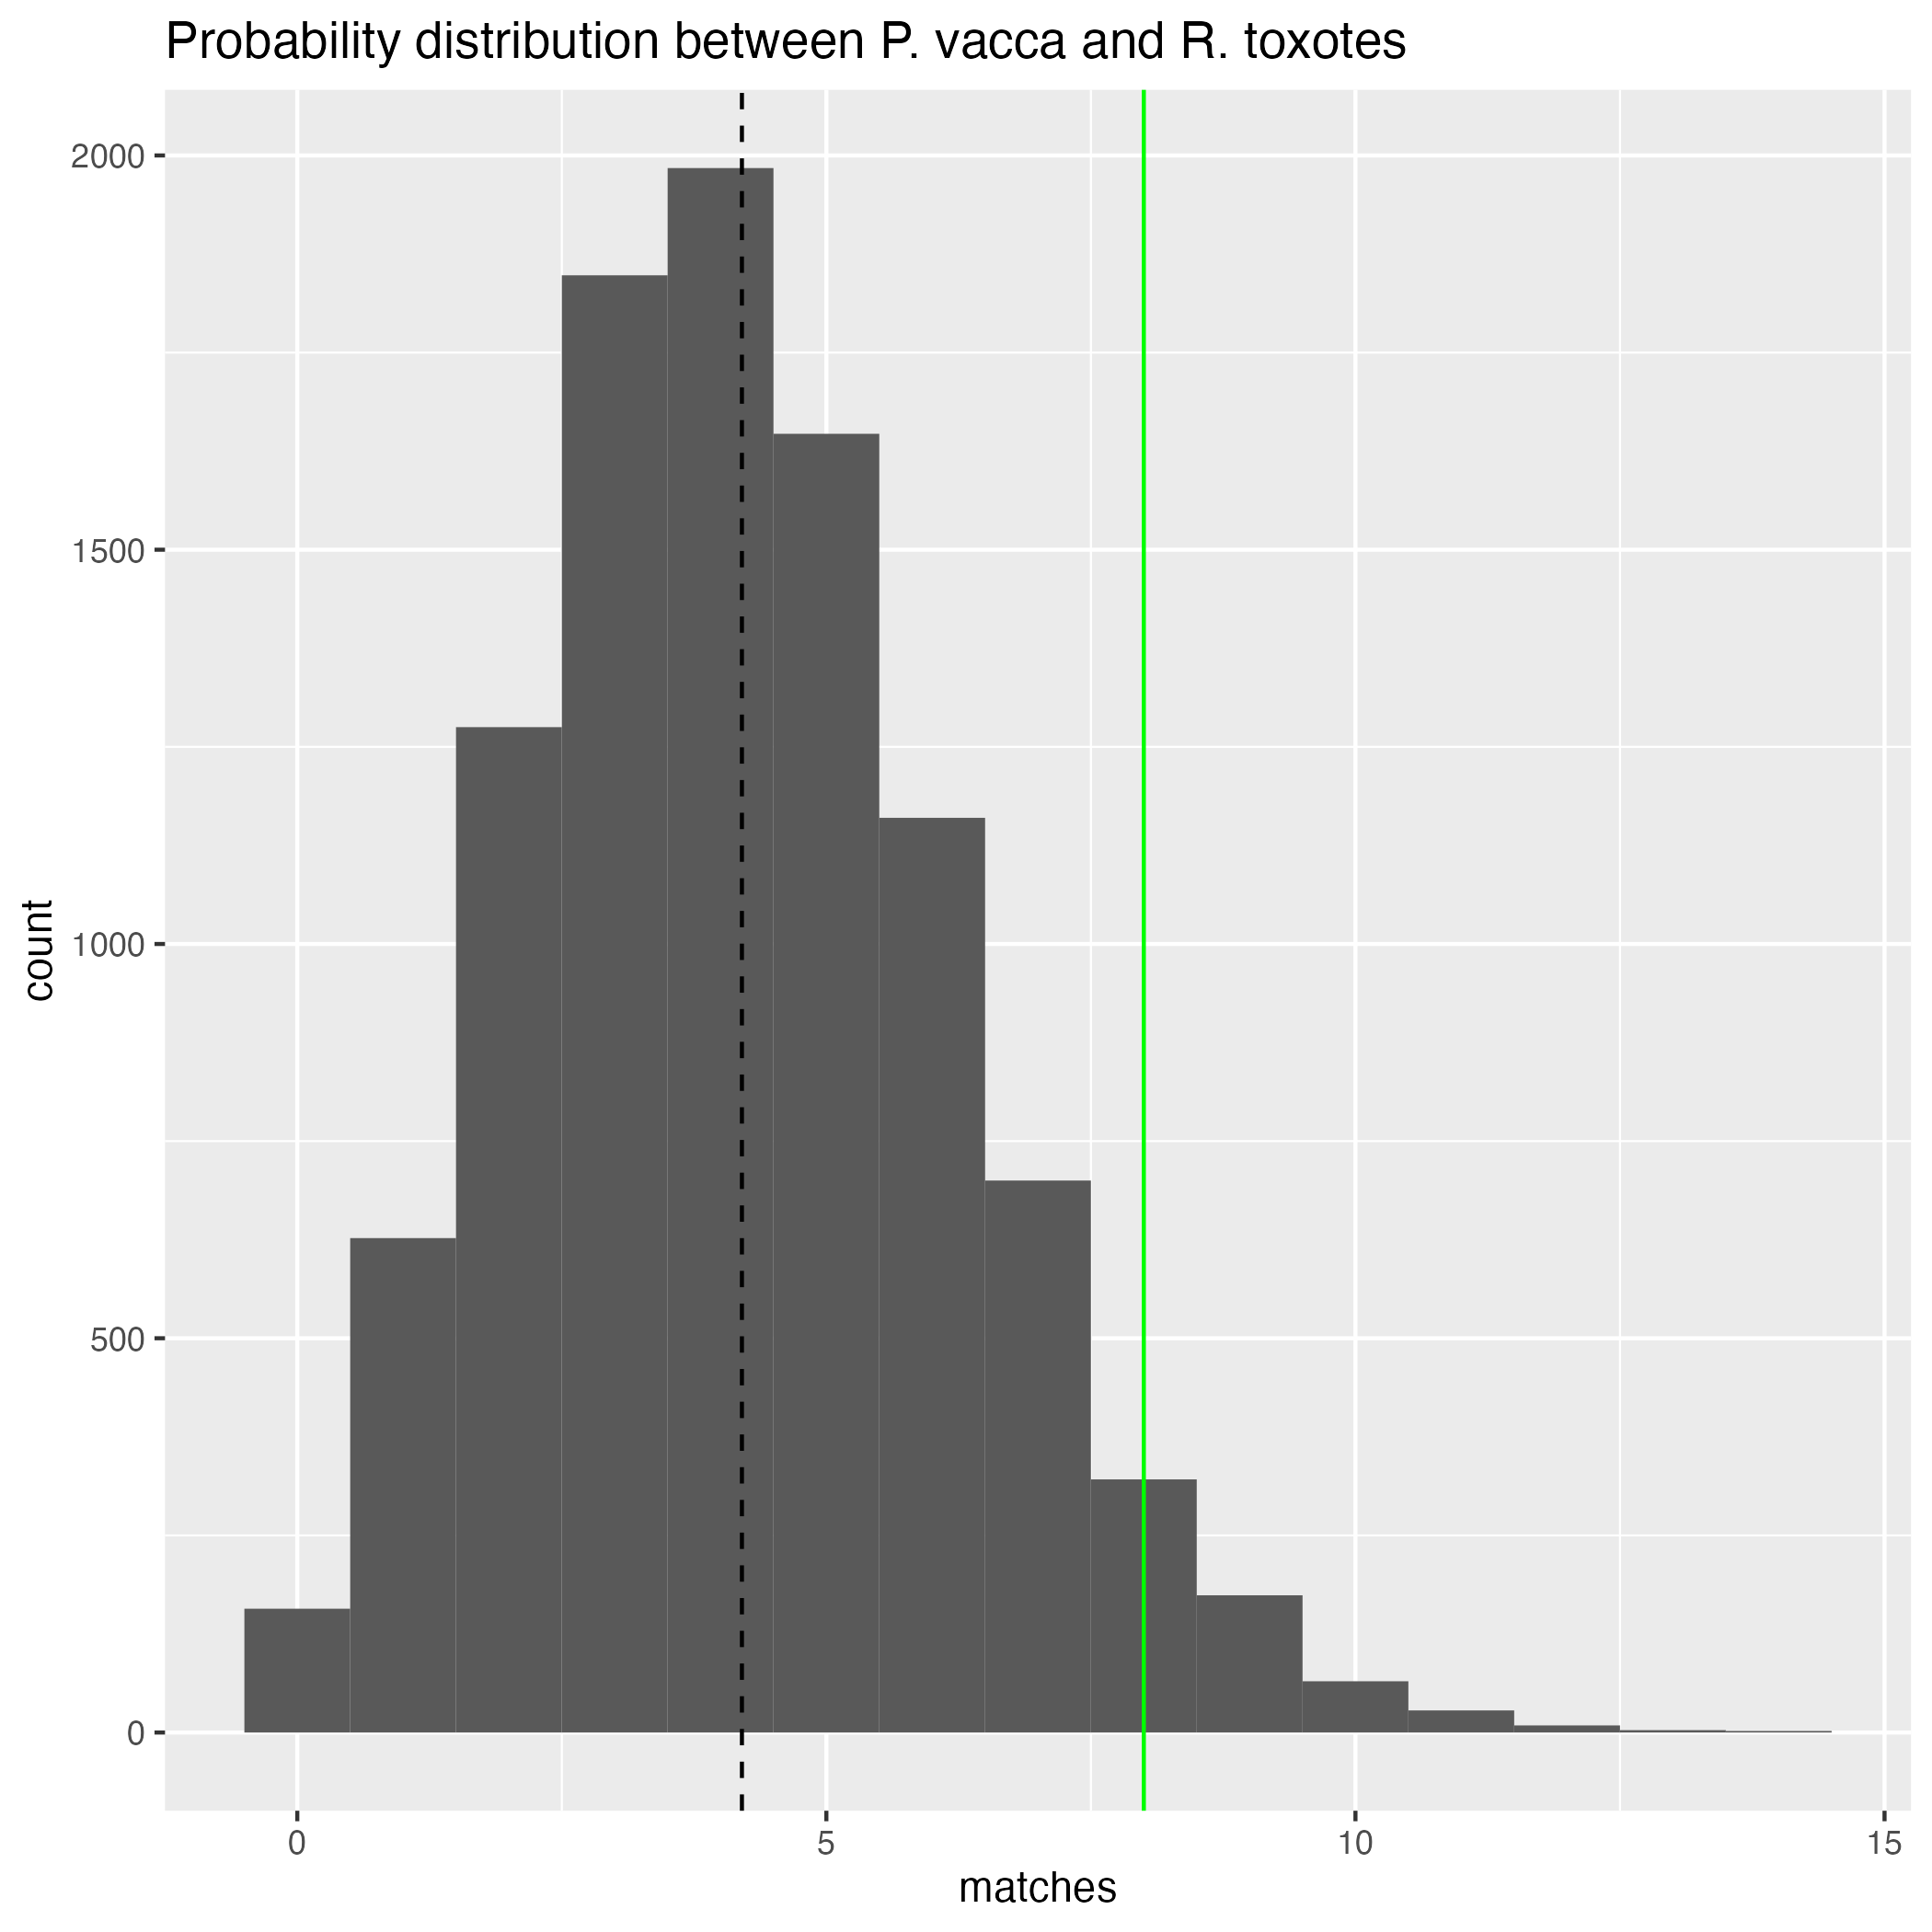 Probability distribution between P. vacca and R. toxotes
2000
1500
1000
500
0
count
0 5 10 15
matches